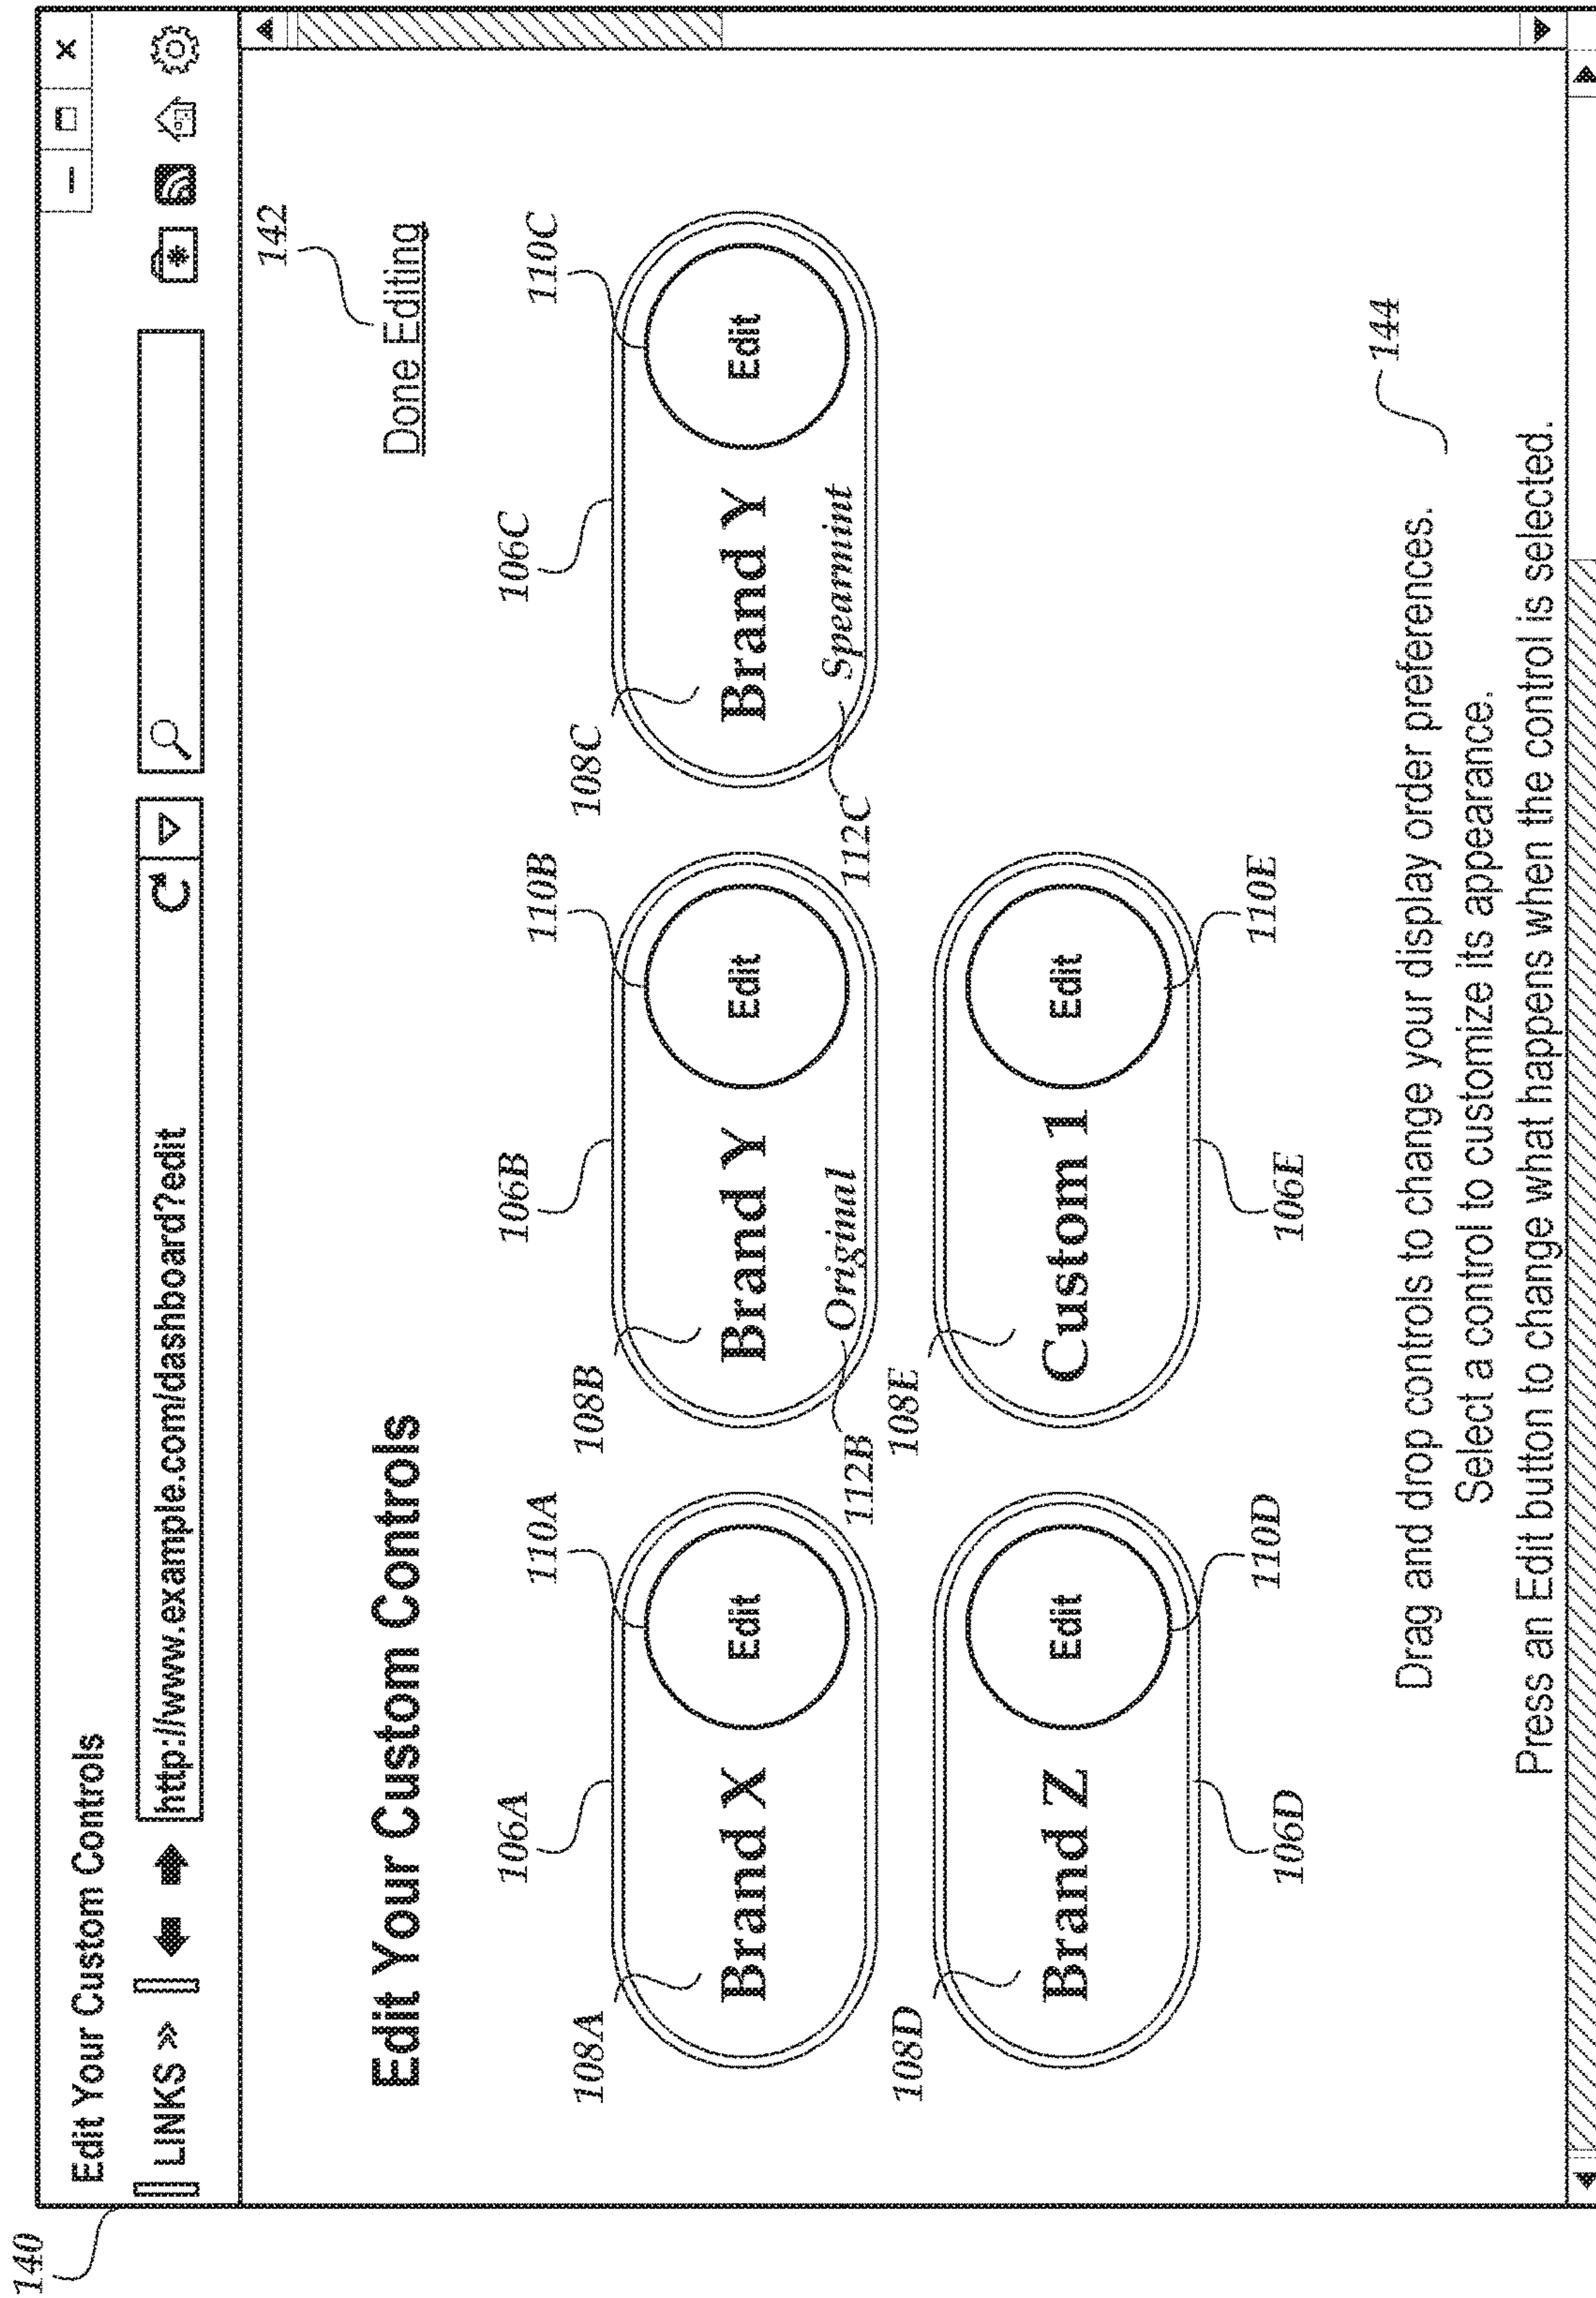 140
Edit Your Custom Controls
LINKS »
http://www.example.com/dashboard?edit
142
Edit Your Custom Controls
Done Editing
106A
110A
106B
110B
106C
110C
108A
108B
108C
Brand X
Edit
Brand Y
Edit
Brand Y
Edit
Original
Spearmint
112B
112C
108D
108E
Brand Z
Edit
Custom 1
Edit
106D
110D
106E
110E
144
Drag and drop controls to change your display order preferences.
Select a control to customize its appearance.
Press an Edit button to change what happens when the control is selected.